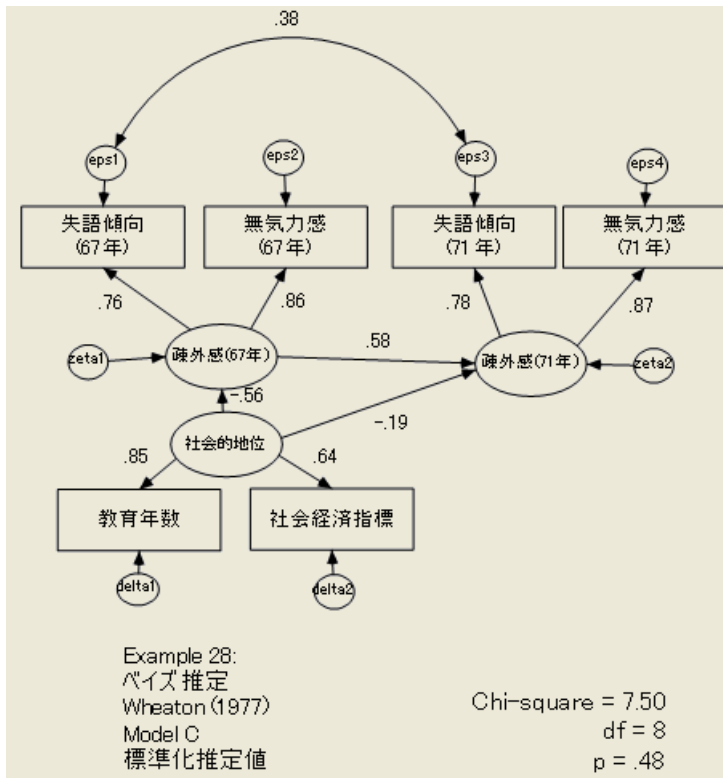 .38
eps1
eps2
eps3
eps4
失語傾向
(67年)
無気力感
(67年)
失語傾向
(71年)
無気力感
(71年)
.76
.86
.78
.87
zeta1
疎外感(67年)
.58
疎外感(71年)
zeta2
-.56
-.19
社会的地位
.85
.64
教育年数
社会経済指標
delta1
delta2
Example 28:
ベイズ推定
Wheaton (1977)
Model C
標準化推定値
Chi-square = 7.50
df = 8
p = .48